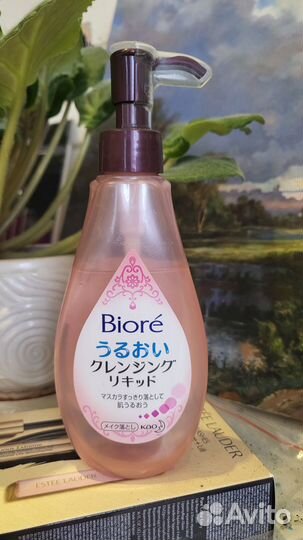 Bioré
うるおい
クレンジング
リキッド
マスカラすっきり落として
肌うるおう
メイク落とし Kao
ESTEE LAUDER
ESTEE LAUDER
Avito